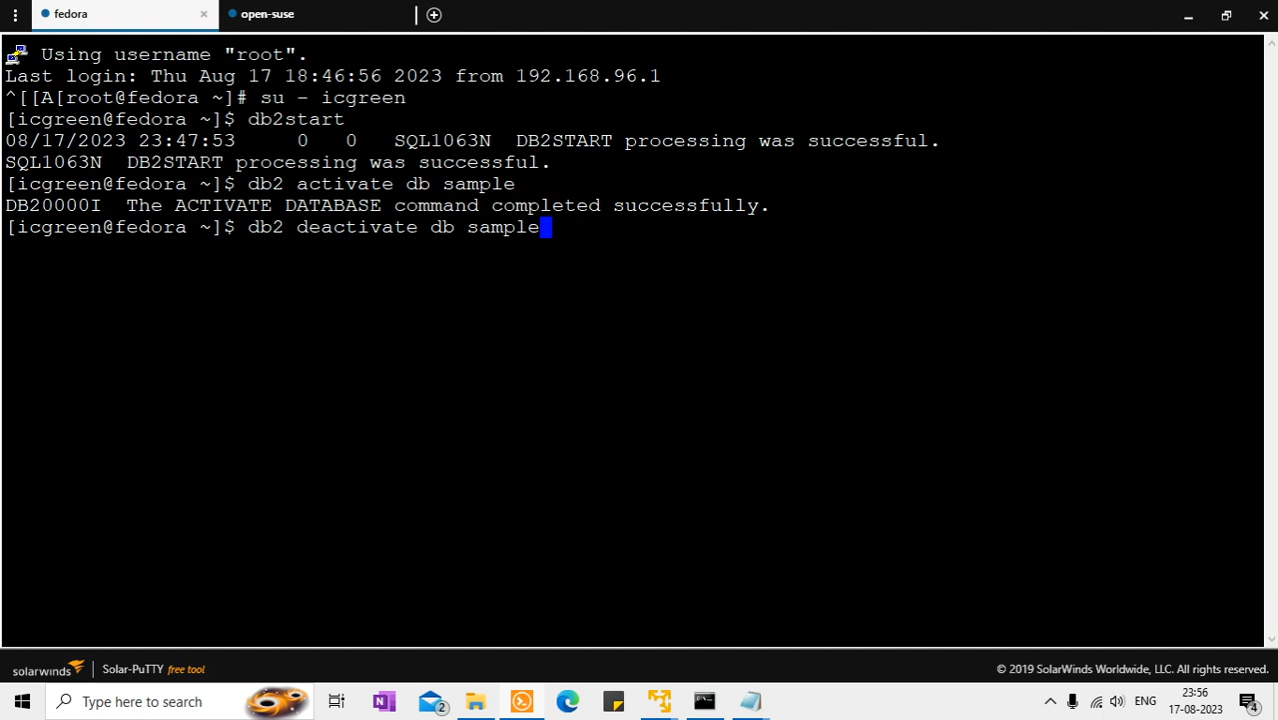 fedora × open-suse
Using username "root".
Last login: Thu Aug 17 18:46:56 2023 from 192.168.96.1
^[[A[root@fedora ~]# su - icgreen
[icgreen@fedora ~]$ db2start
08/17/2023 23:47:53     0   0   SQL1063N  DB2START processing was successful.
SQL1063N  DB2START processing was successful.
[icgreen@fedora ~]$ db2 activate db sample
DB20000I  The ACTIVATE DATABASE command completed successfully.
[icgreen@fedora ~]$ db2 deactivate db sample
solarwinds | Solar-PuTTY free tool © 2019 SolarWinds Worldwide, LLC. All rights reserved.
Type here to search 2 ENG 23:56 4
17-08-2023